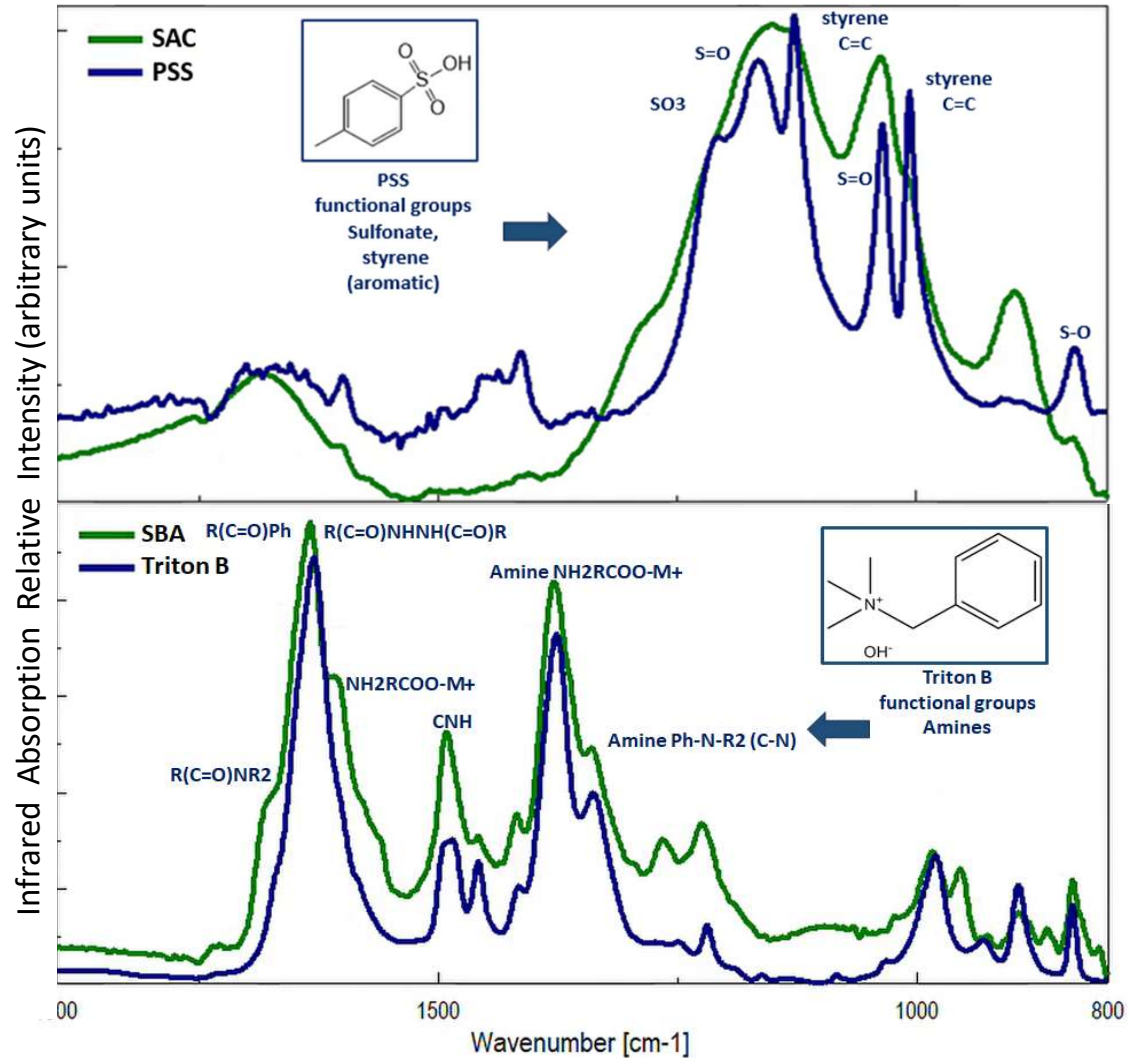 Infrared Absorption Relative Intensity (arbitrary units)
SAC
PSS
O
S
OH
O
PSS
functional groups
Sulfonate,
styrene
(aromatic)
S=O
styrene
C=C
SO3
styrene
C=C
S=O
S-O
SBA
Triton B
R(C=O)Ph
R(C=O)NHNH(C=O)R
Amine NH2RCOO-M+
NH2RCOO-M+
CNH
R(C=O)NR2
Amine Ph-N-R2 (C-N)
N+
OH-
Triton B
functional groups
Amines
1500
1000
800
Wavenumber [cm-1]